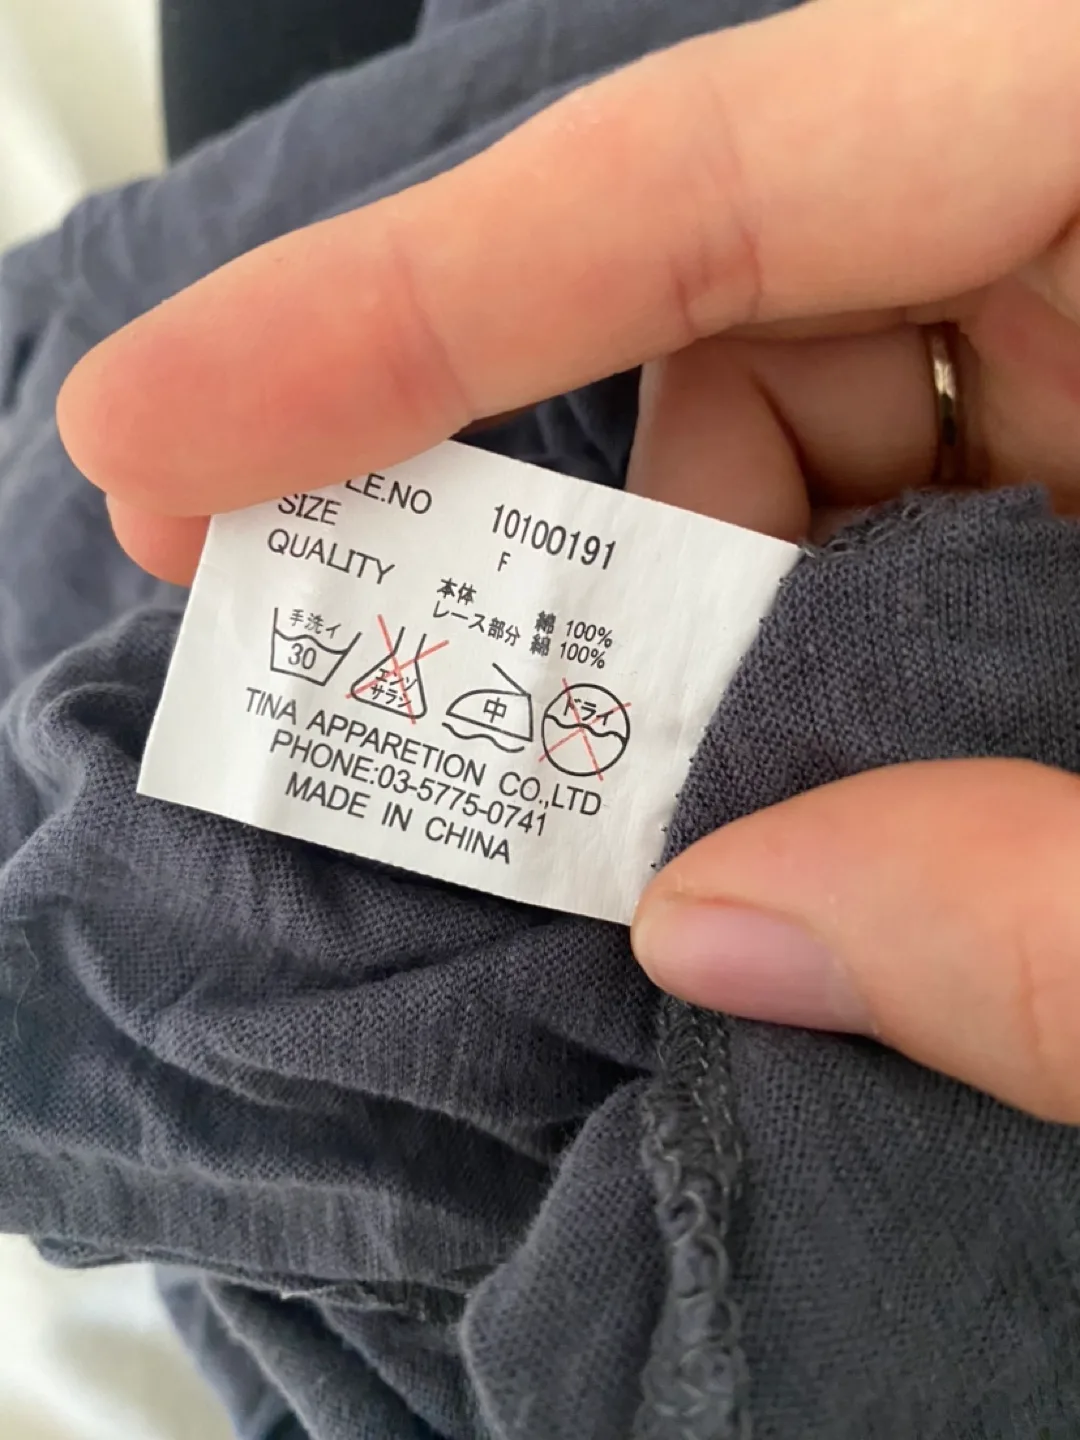 LE.NO 10100191
SIZE F
QUALITY
本体 綿 100%
レース部分 綿 100%
手洗イ 30
エンソ サラシ
中
ドライ
TINA APPARETION CO.,LTD
PHONE:03-5775-0741
MADE IN CHINA